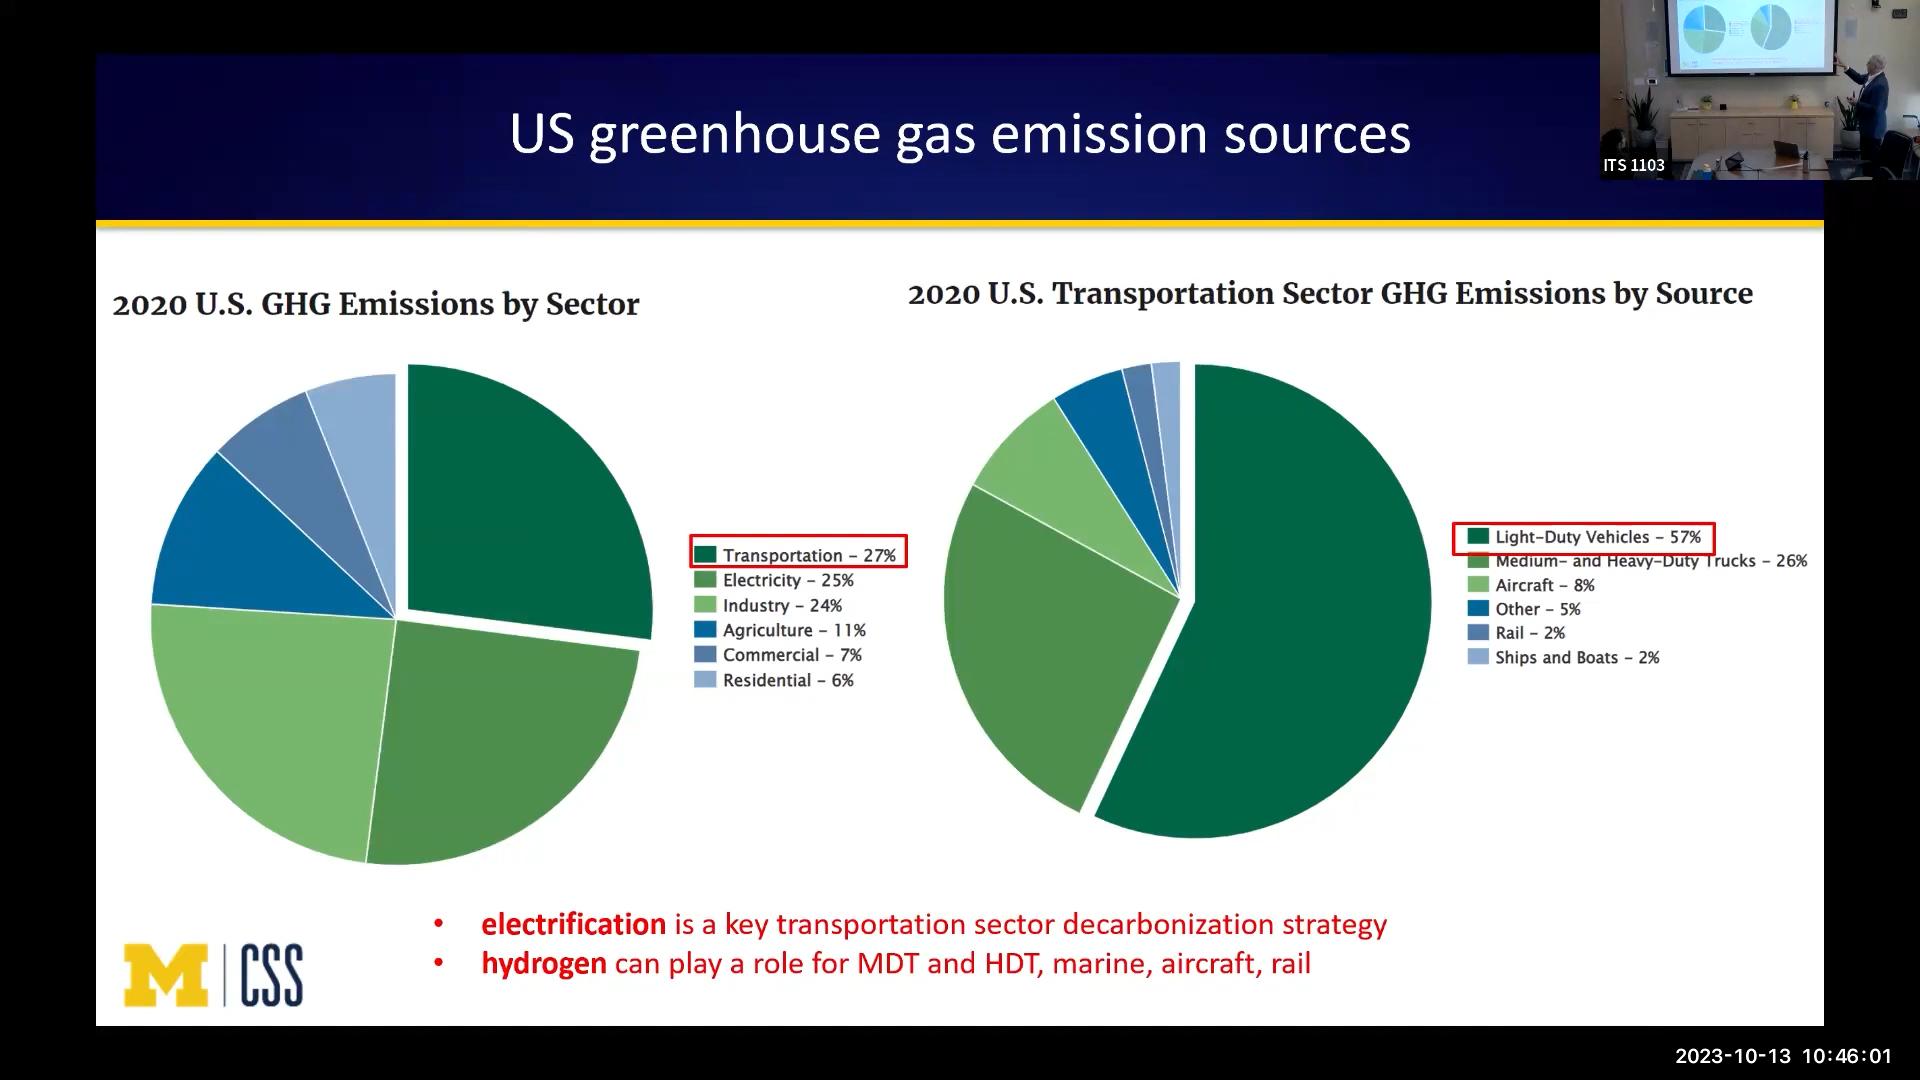 US greenhouse gas emission sources
ITS 1103
2020 U.S. GHG Emissions by Sector
Transportation – 27%
Electricity – 25%
Industry – 24%
Agriculture – 11%
Commercial – 7%
Residential – 6%
2020 U.S. Transportation Sector GHG Emissions by Source
Light-Duty Vehicles – 57%
Medium- and Heavy-Duty Trucks – 26%
Aircraft – 8%
Other – 5%
Rail – 2%
Ships and Boats – 2%
• electrification is a key transportation sector decarbonization strategy
• hydrogen can play a role for MDT and HDT, marine, aircraft, rail
M | CSS
2023-10-13 10:46:01